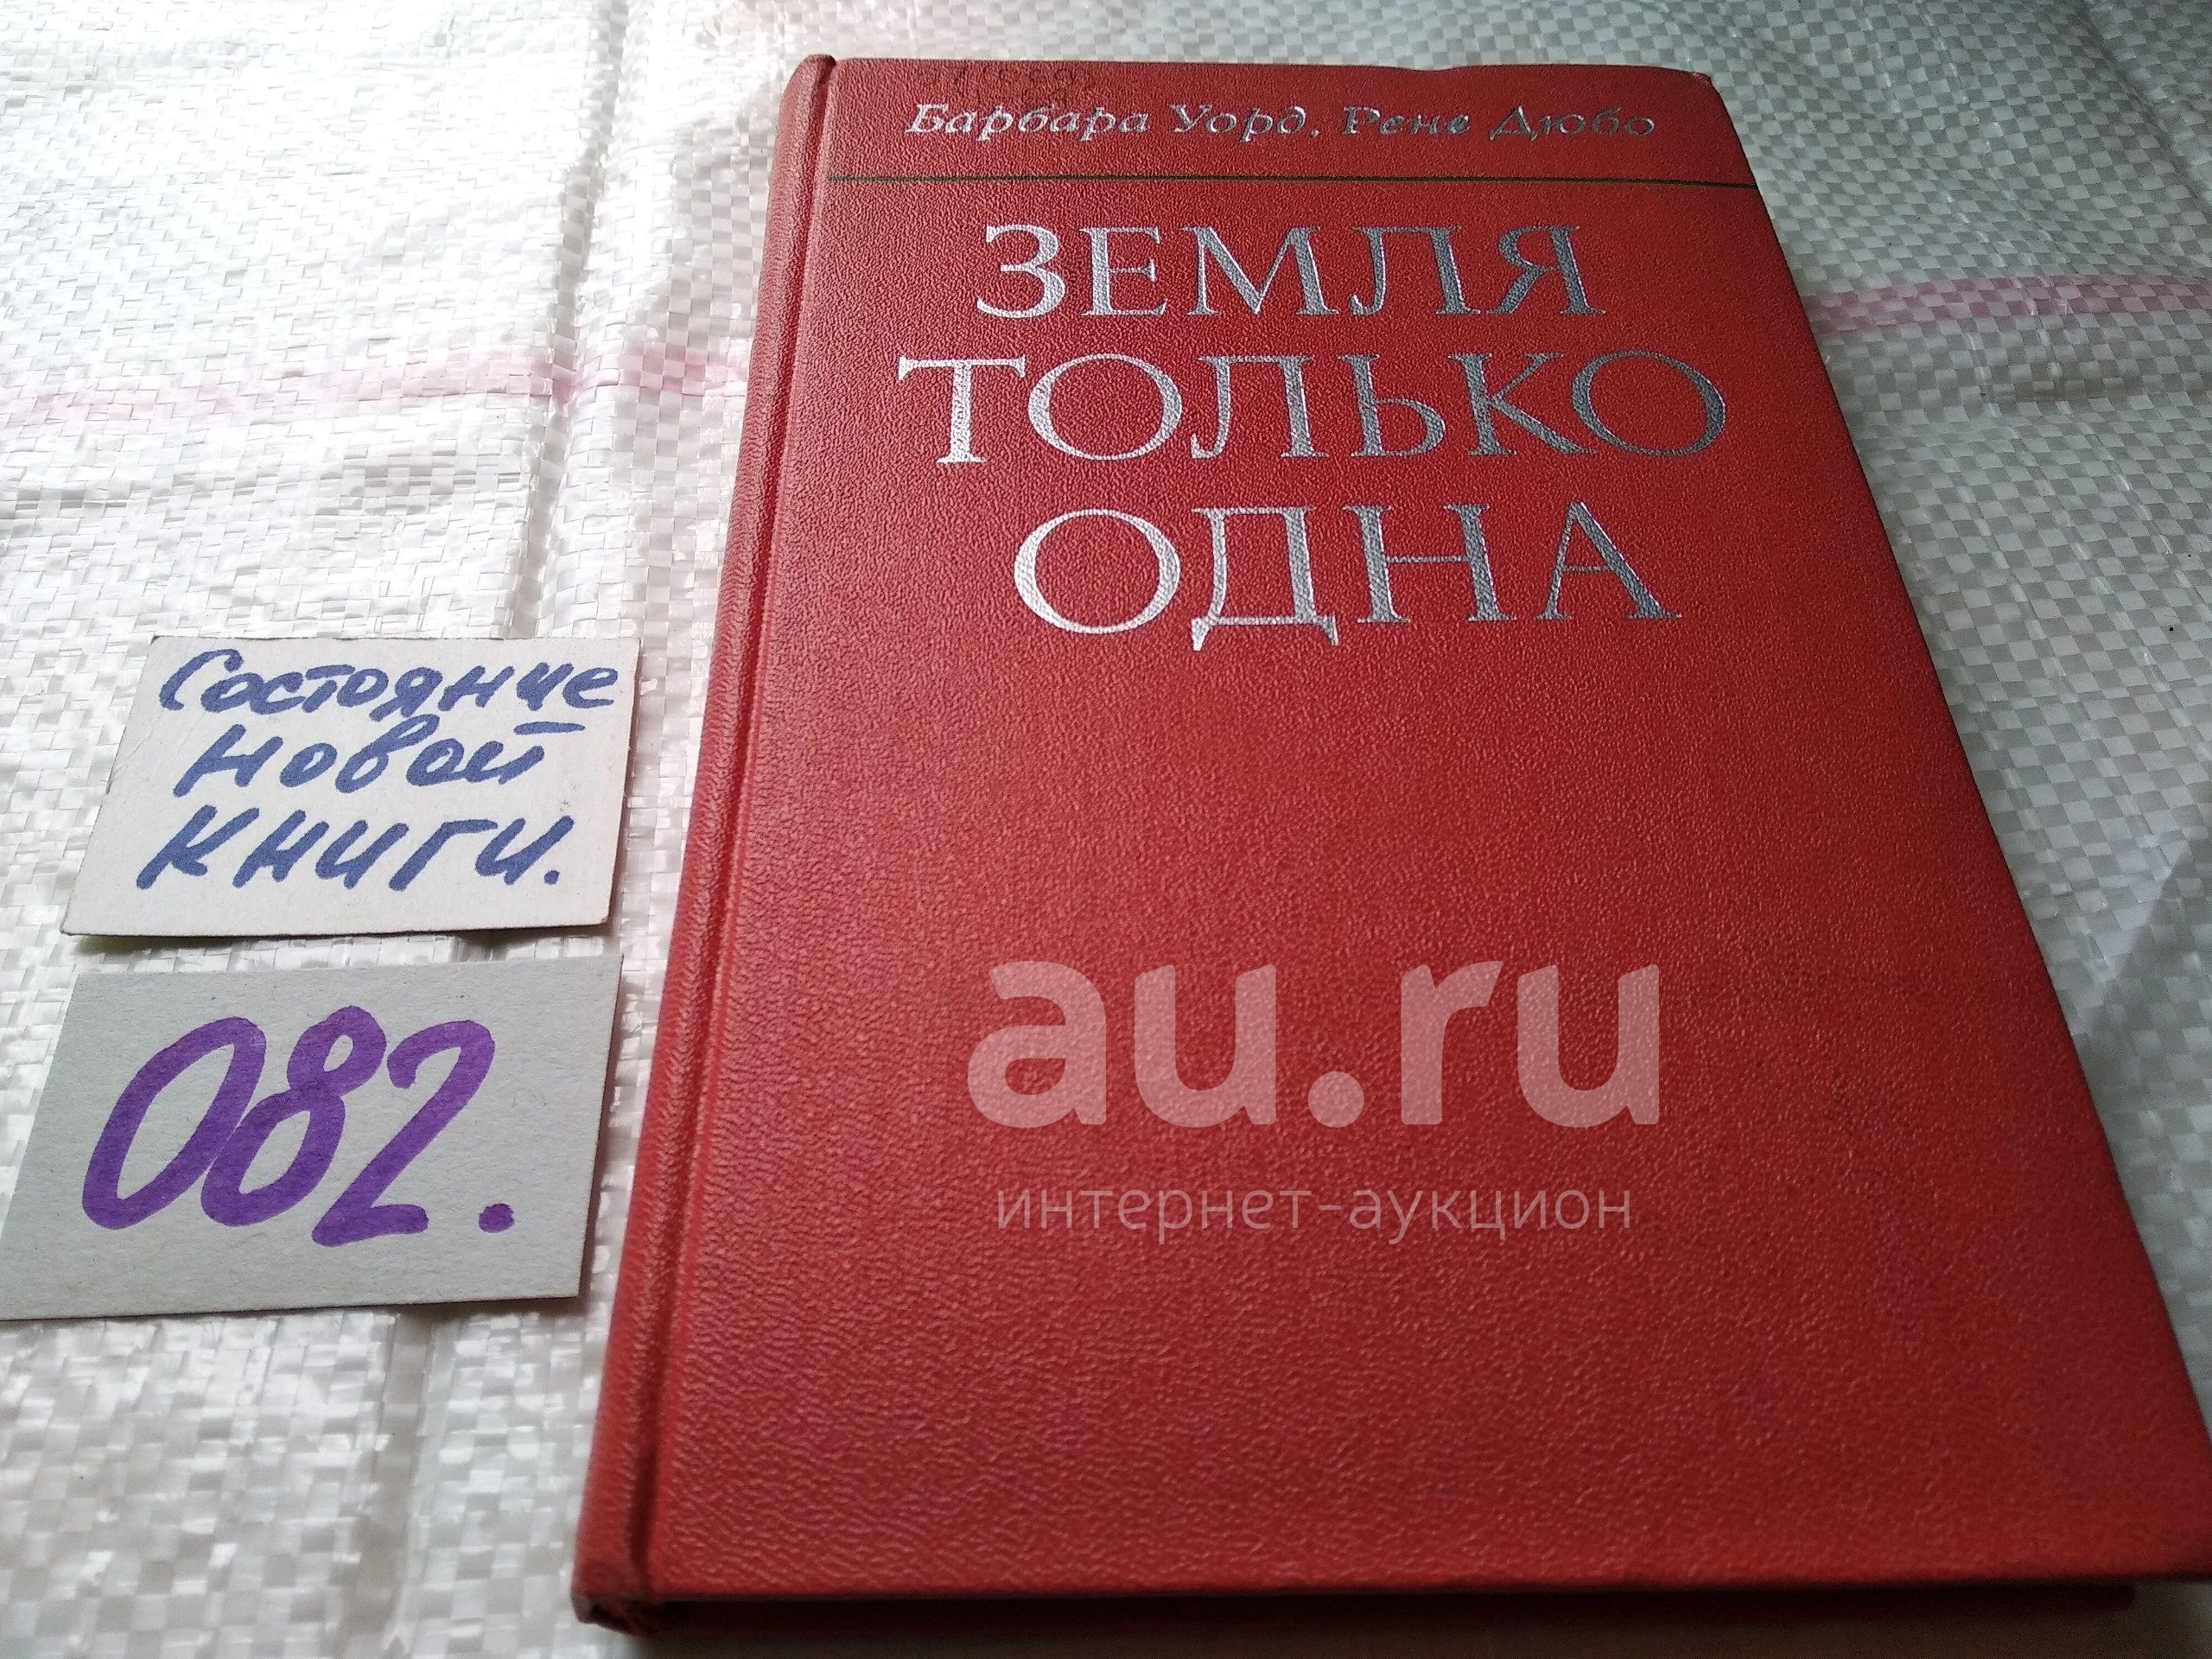 Барбара Уорд, Рене Дюбо
ЗЕМЛЯ
ТОЛЬКО
ОДНА
Состояние
новой
книги.
082.
au.ru
интернет-аукцион